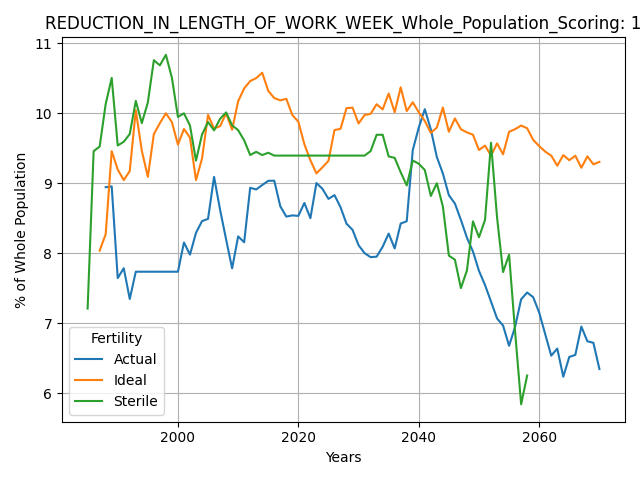 REDUCTION_IN_LENGTH_OF_WORK_WEEK_Whole_Population_Scoring: 1
11
10
9
8
7
6
% of Whole Population
Fertility
Actual
Ideal
Sterile
2000 2020 2040 2060
Years